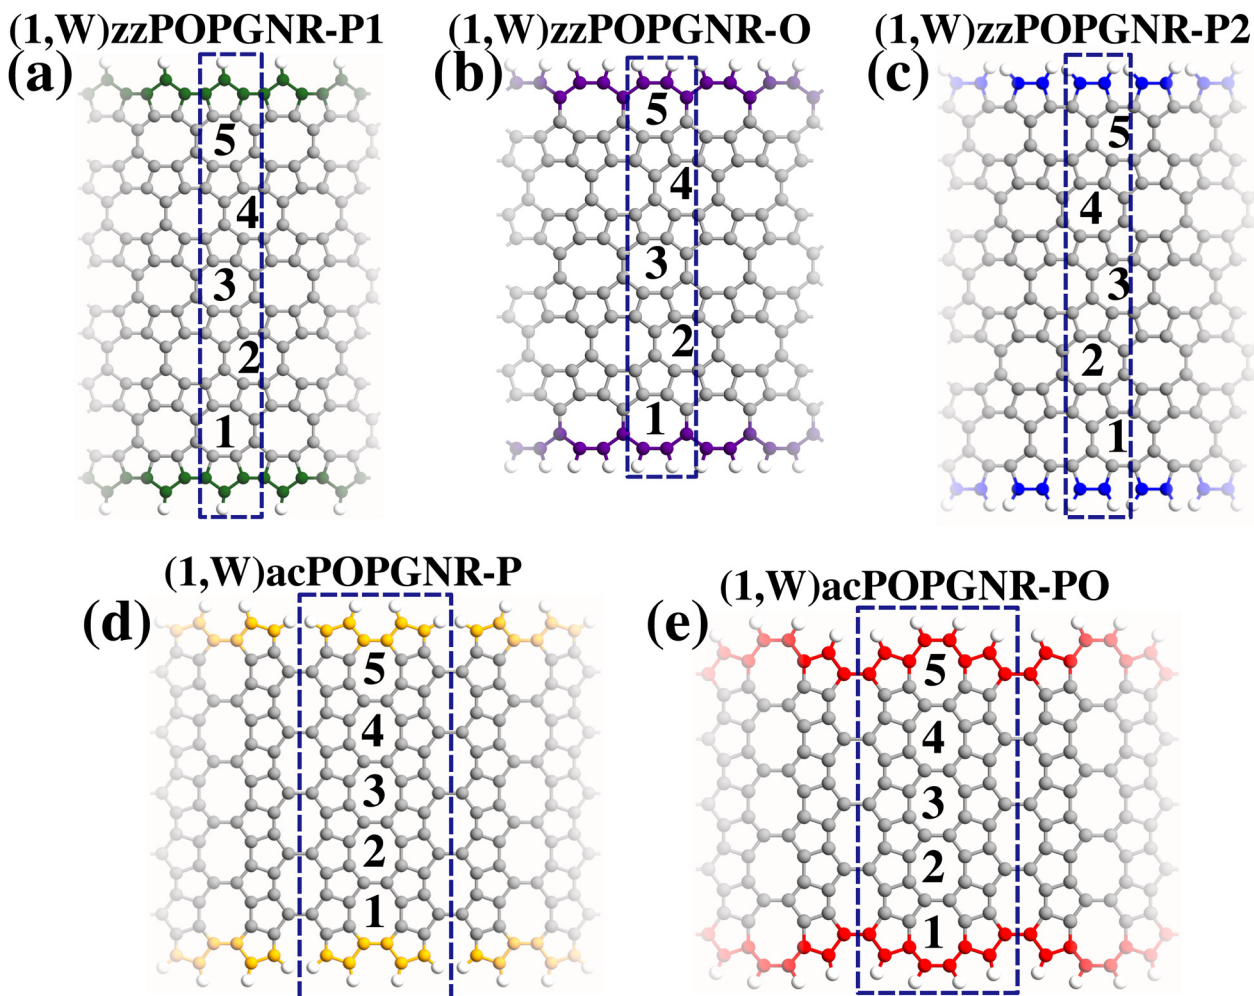 (1,W)zzPOPGNR-P1
(a)
5
4
3
2
1
(1,W)zzPOPGNR-O
(b)
5
4
3
2
1
(1,W)zzPOPGNR-P2
(c)
5
4
3
2
1
(1,W)acPOPGNR-P
(d)
5
4
3
2
1
(1,W)acPOPGNR-PO
(e)
5
4
3
2
1